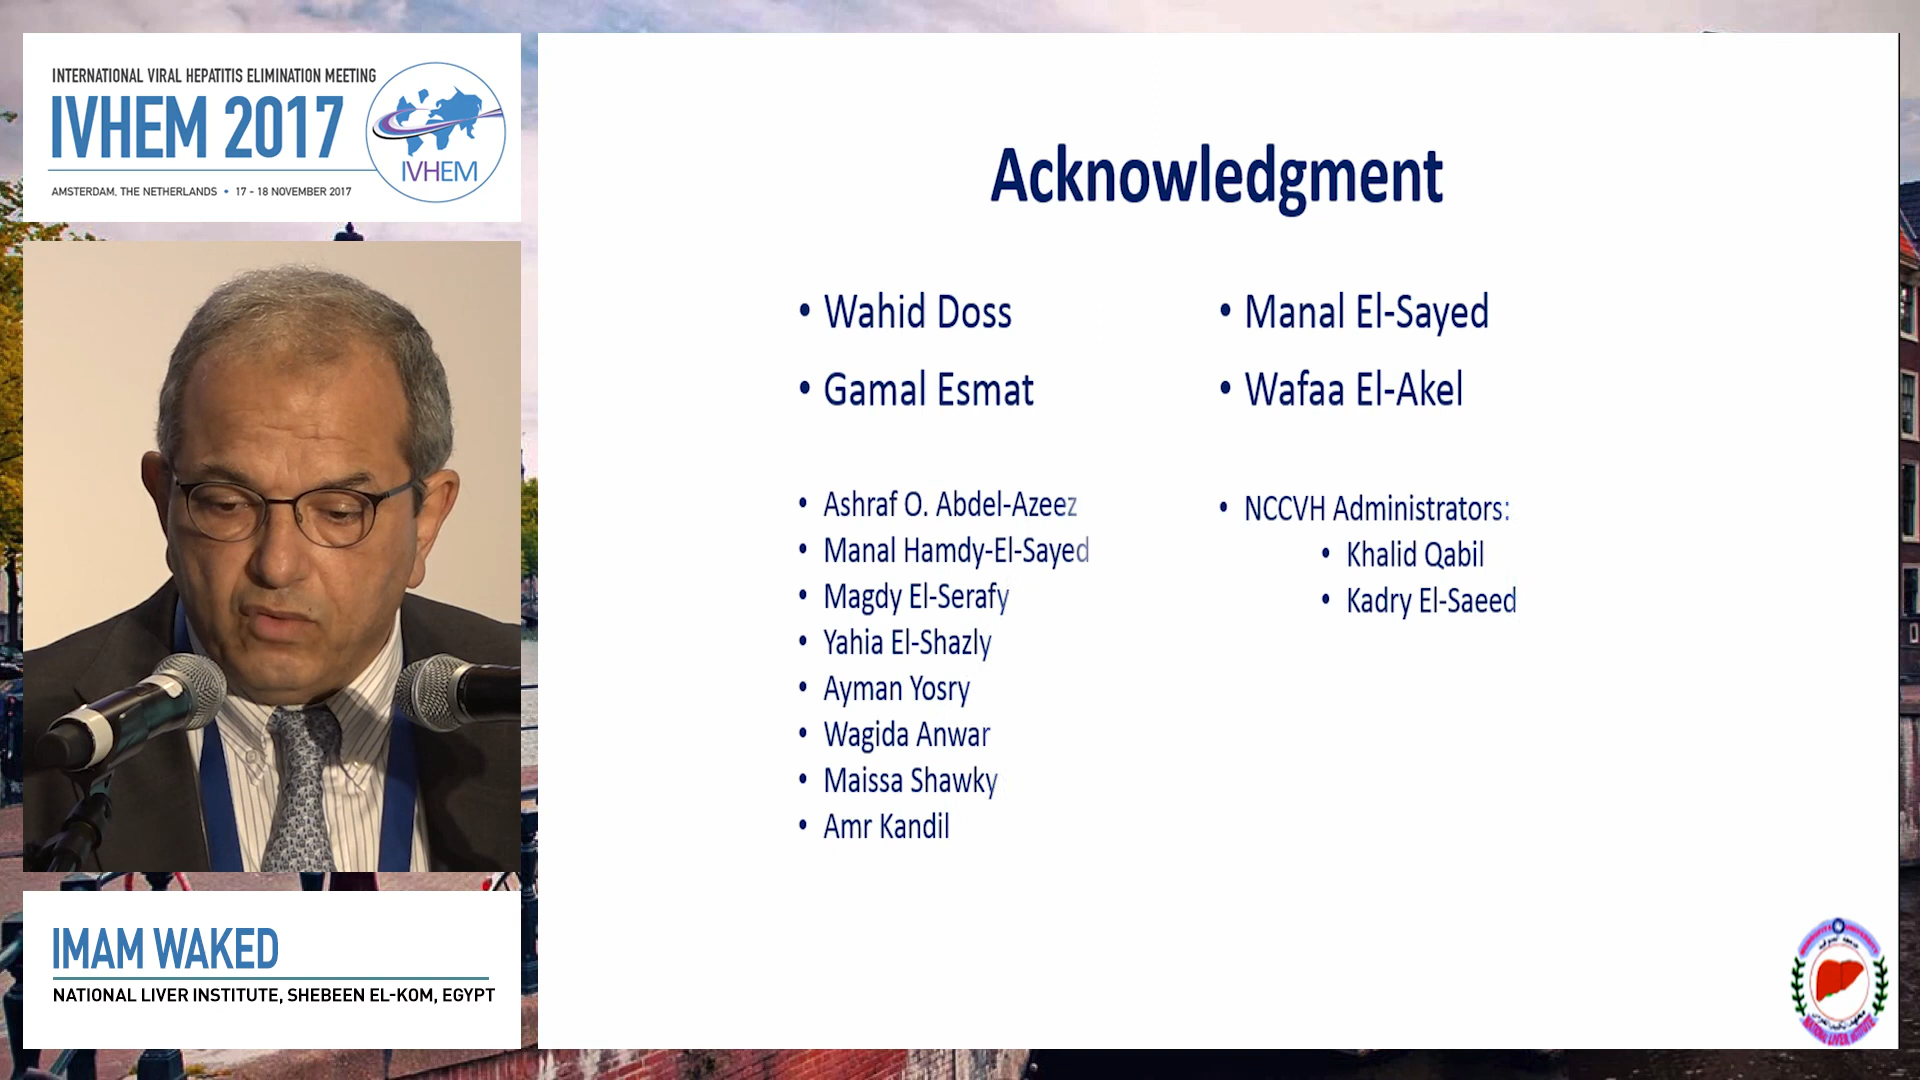 INTERNATIONAL VIRAL HEPATITIS ELIMINATION MEETING
IVHEM 2017
IVHEM
AMSTERDAM, THE NETHERLANDS • 17 - 18 NOVEMBER 2017
IMAM WAKED
NATIONAL LIVER INSTITUTE, SHEBEEN EL-KOM, EGYPT
Acknowledgment
• Wahid Doss
• Gamal Esmat
• Manal El-Sayed
• Wafaa El-Akel
• Ashraf O. Abdel-Azeez
• Manal Hamdy-El-Sayed
• Magdy El-Serafy
• Yahia El-Shazly
• Ayman Yosry
• Wagida Anwar
• Maissa Shawky
• Amr Kandil
• NCCVH Administrators:
• Khalid Qabil
• Kadry El-Saeed
NATIONAL LIVER INSTITUTE